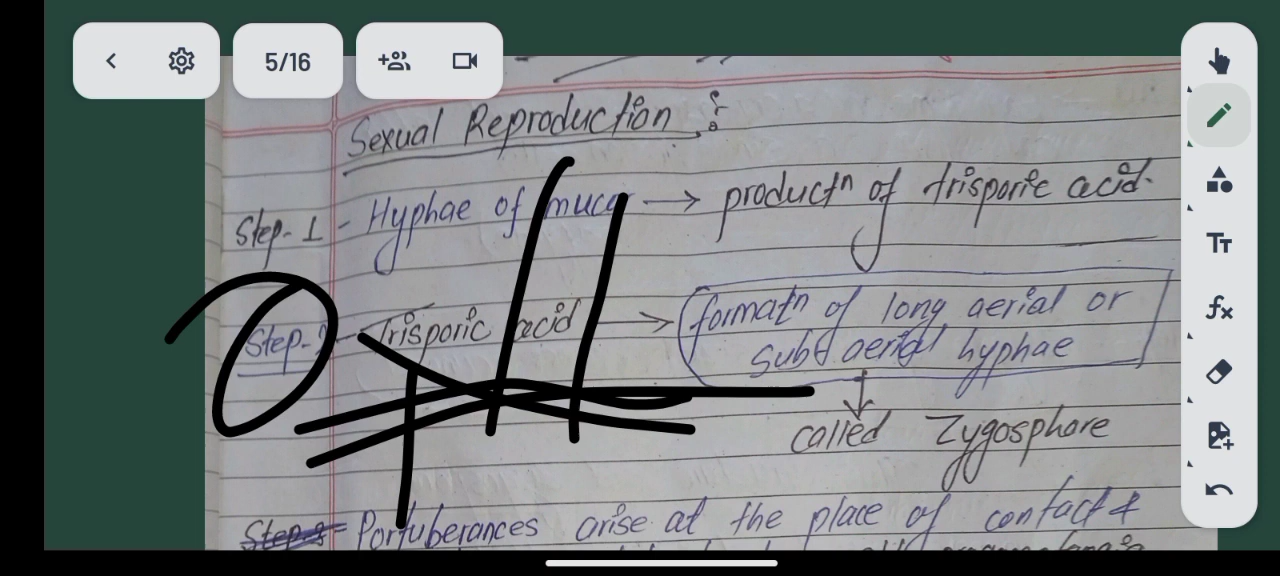 5/16
Sexual Reproduction :
Step-1 - Hyphae of mucor → productn of trisporic acid.
Step-2 - Trisporic acid → formatn of long aerial or
subt aerial hyphae
called Zygosphore
Step-3 Portuberances arise at the place of contact &